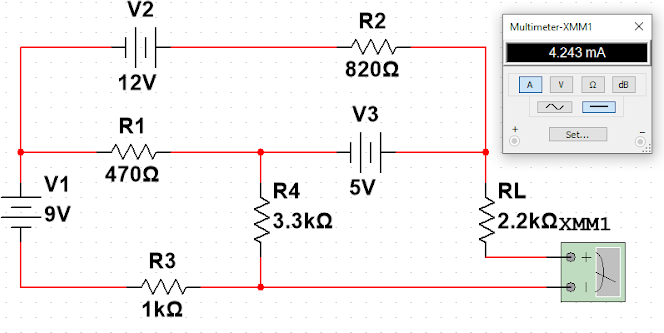 V2
12V
R2
820Ω
Multimeter-XMM1
4.243 mA
A V Ω dB
+ Set... −
R1
470Ω
V3
5V
V1
9V
R4
3.3kΩ
RL
2.2kΩ
XMM1
R3
1kΩ